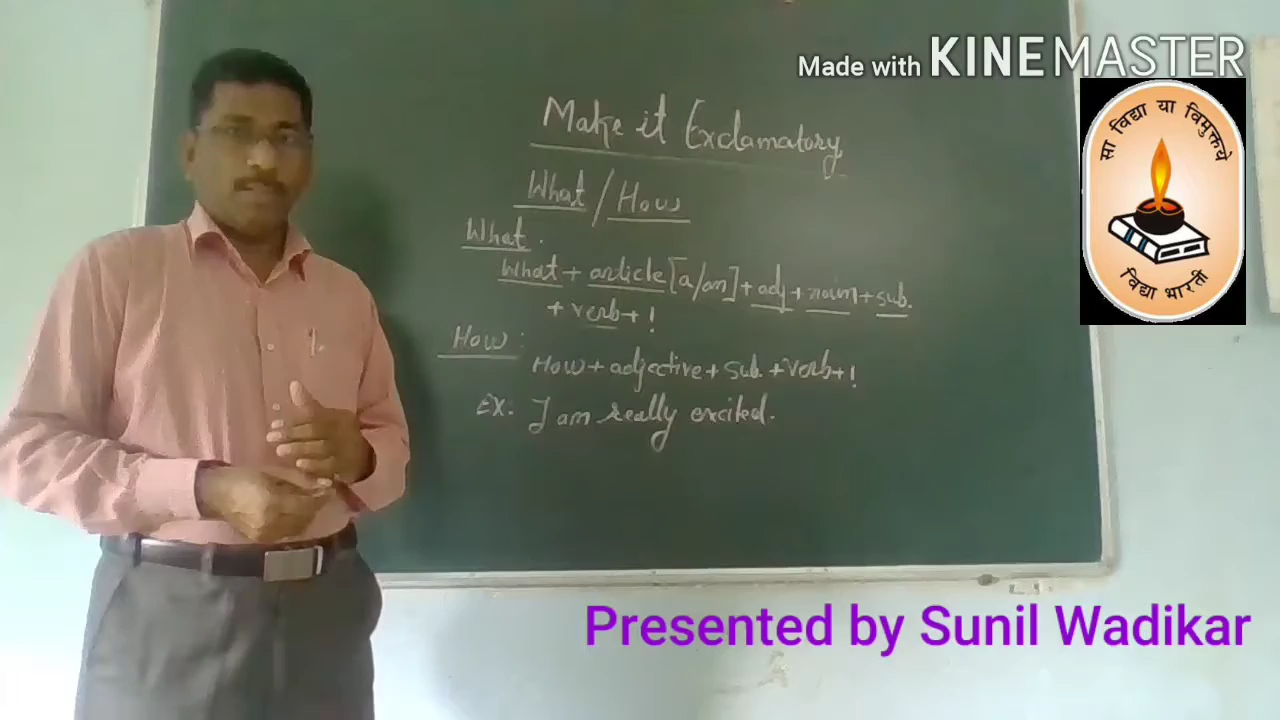 Made with KINEMASTER
सा विद्या या विमुक्तये
विद्या भारती
Make it Exclamatory
What / How
What.
What + article [a/an] + adj + noun + sub.
+ verb + !
How:
How + adjective + sub. + verb + !
EX: I am really excited.
Presented by Sunil Wadikar